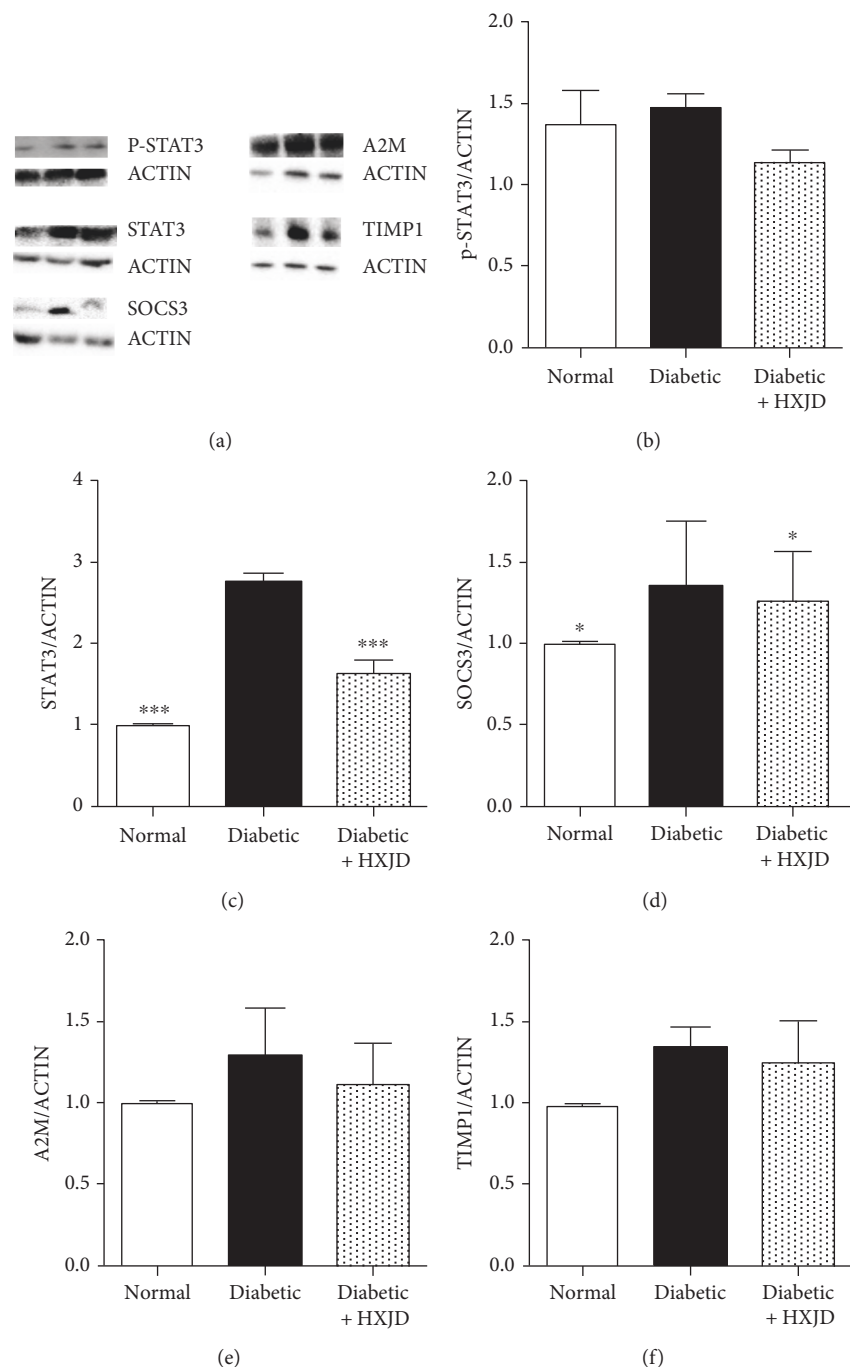 P-STAT3
ACTIN
STAT3
ACTIN
SOCS3
ACTIN
A2M
ACTIN
TIMP1
ACTIN
(a)
p-STAT3/ACTIN
2.0
1.5
1.0
0.5
0.0
Normal
Diabetic
Diabetic
+ HXJD
(b)
STAT3/ACTIN
4
3
2
1
0
***
***
Normal
Diabetic
Diabetic
+ HXJD
(c)
SOCS3/ACTIN
2.0
1.5
1.0
0.5
0.0
*
*
Normal
Diabetic
Diabetic
+ HXJD
(d)
A2M/ACTIN
2.0
1.5
1.0
0.5
0.0
Normal
Diabetic
Diabetic
+ HXJD
(e)
TIMP1/ACTIN
2.0
1.5
1.0
0.5
0.0
Normal
Diabetic
Diabetic
+ HXJD
(f)